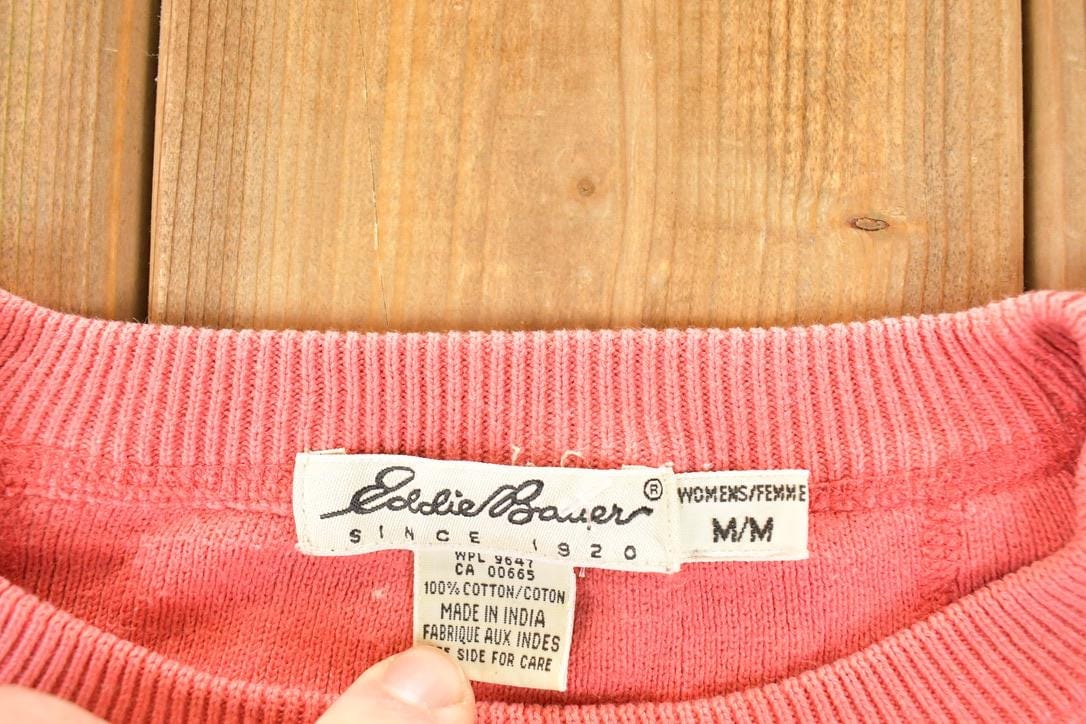 Eddie Bauer ®
SINCE 1920
WOMENS/FEMME
M/M
WPL 9647
CA 00665
100% COTTON/COTON
MADE IN INDIA
FABRIQUE AUX INDES
SIDE FOR CARE